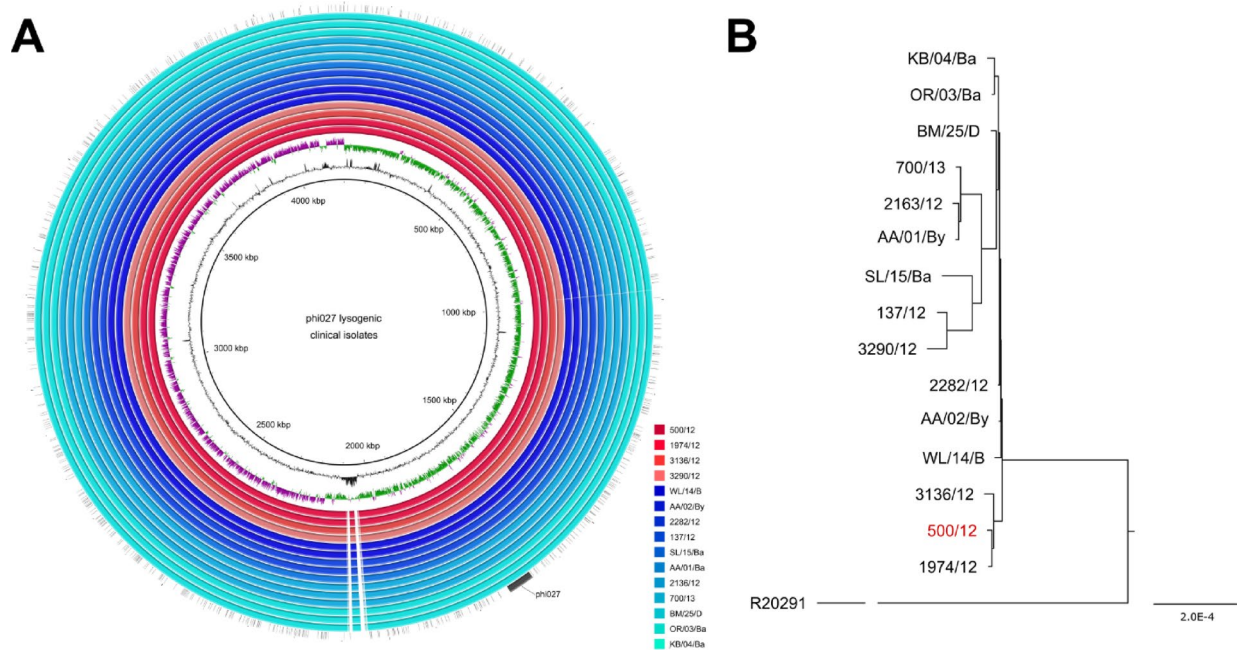 A
4000 kbp
500
3500 kbp
phi027 lysogenic
clinical isolates
1000 kbp
3000 kbp
1500 kbp
2500 kbp
2000 kbp
phi027
500/12
1974/12
3136/12
3290/12
WL/14/B
AA/02/By
2282/12
137/12
SL/15/Ba
AA/01/Ba
2136/12
700/13
BM/25/D
OR/03/Ba
KB/04/Ba
B
KB/04/Ba
OR/03/Ba
BM/25/D
700/13
2163/12
AA/01/By
SL/15/Ba
137/12
3290/12
2282/12
AA/02/By
WL/14/B
3136/12
500/12
1974/12
R20291
2.0E-4